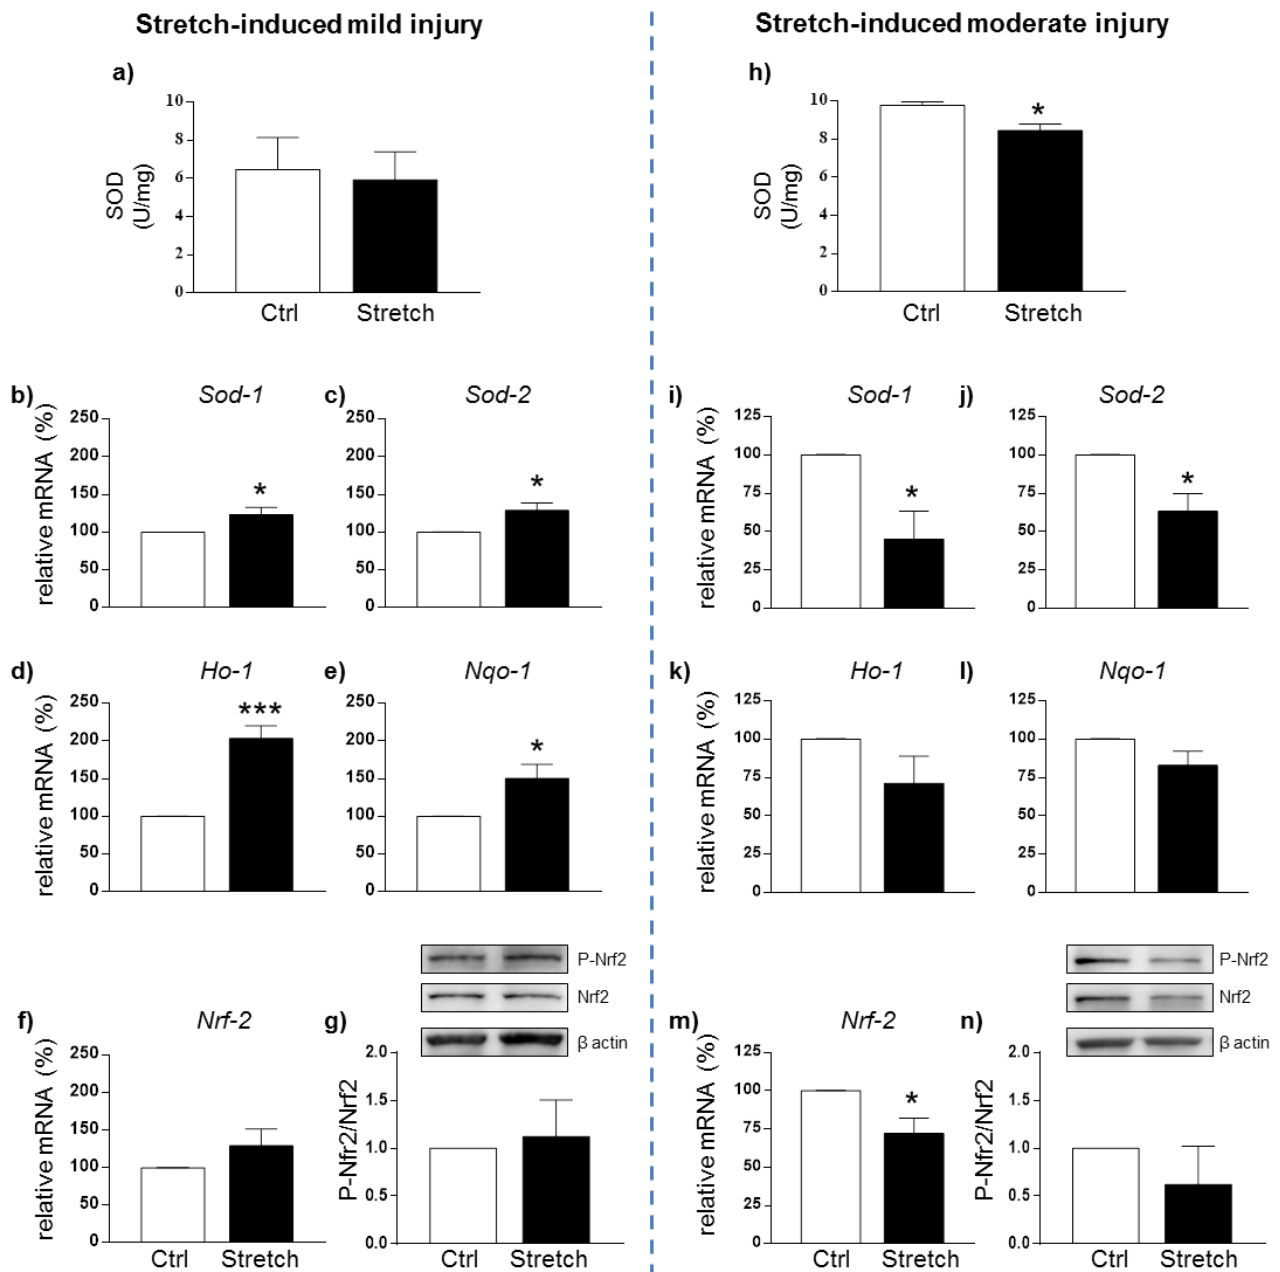 Stretch-induced mild injury
a)
10
8
6
4
2
0
SOD
(U/mg)
Ctrl
Stretch
b)
Sod-1
relative mRNA (%)
250
200
150
100
50
0
*
c)
Sod-2
250
200
150
100
50
0
*
d)
Ho-1
relative mRNA (%)
250
200
150
100
50
0
***
e)
Nqo-1
250
200
150
100
50
0
*
f)
Nrf-2
relative mRNA (%)
250
200
150
100
50
0
Ctrl
Stretch
g)
P-Nrf2
Nrf2
β actin
P-Nfr2/Nrf2
2.0
1.5
1.0
0.5
0.0
Ctrl
Stretch
Stretch-induced moderate injury
h)
10
8
6
4
2
0
SOD
(U/mg)
*
Ctrl
Stretch
i)
Sod-1
relative mRNA (%)
125
100
75
50
25
0
*
j)
Sod-2
125
100
75
50
25
0
*
k)
Ho-1
relative mRNA (%)
125
100
75
50
25
0
l)
Nqo-1
125
100
75
50
25
0
m)
Nrf-2
relative mRNA (%)
125
100
75
50
25
0
*
Ctrl
Stretch
n)
P-Nrf2
Nrf2
β actin
P-Nfr2/Nrf2
2.0
1.5
1.0
0.5
0.0
Ctrl
Stretch